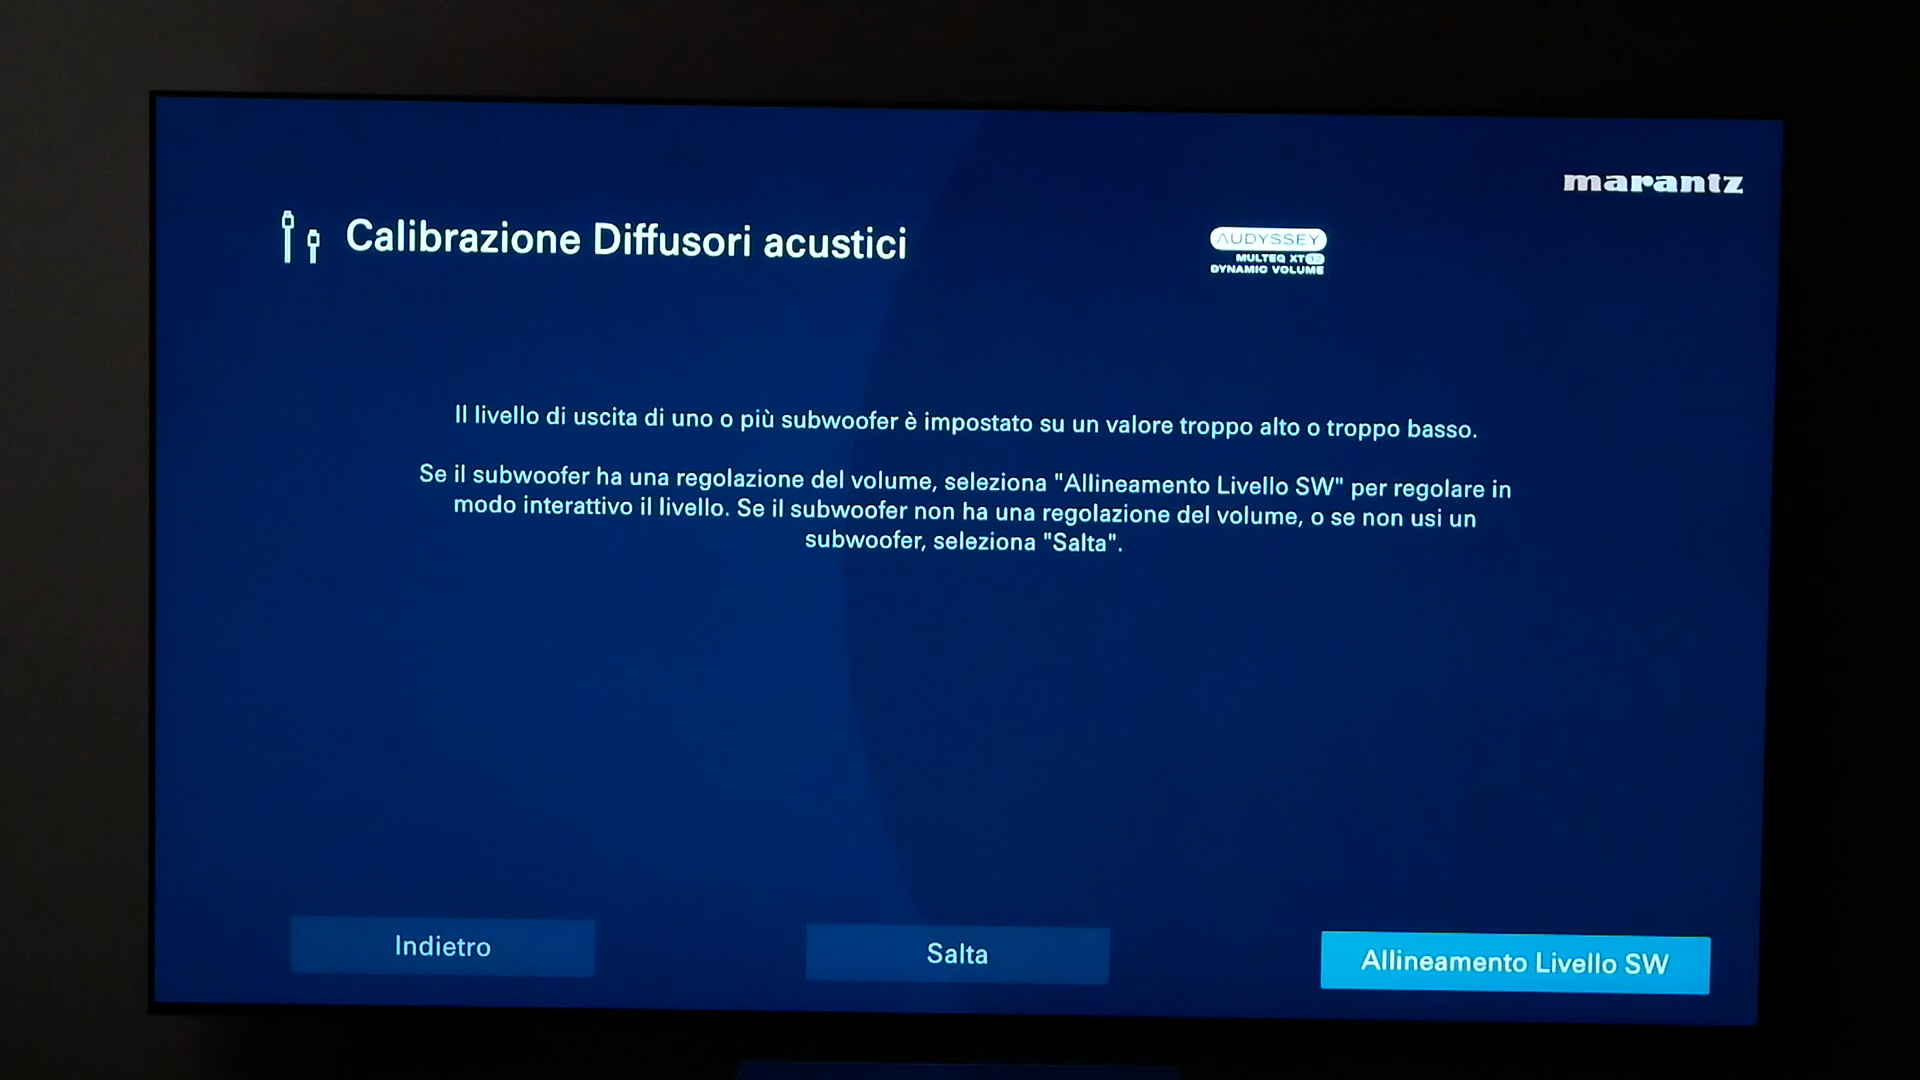 marantz
Calibrazione Diffusori acustici
AUDYSSEY
MULTEQ XT32
DYNAMIC VOLUME
Il livello di uscita di uno o più subwoofer è impostato su un valore troppo alto o troppo basso.
Se il subwoofer ha una regolazione del volume, seleziona "Allineamento Livello SW" per regolare in
modo interattivo il livello. Se il subwoofer non ha una regolazione del volume, o se non usi un
subwoofer, seleziona "Salta".
Indietro
Salta
Allineamento Livello SW